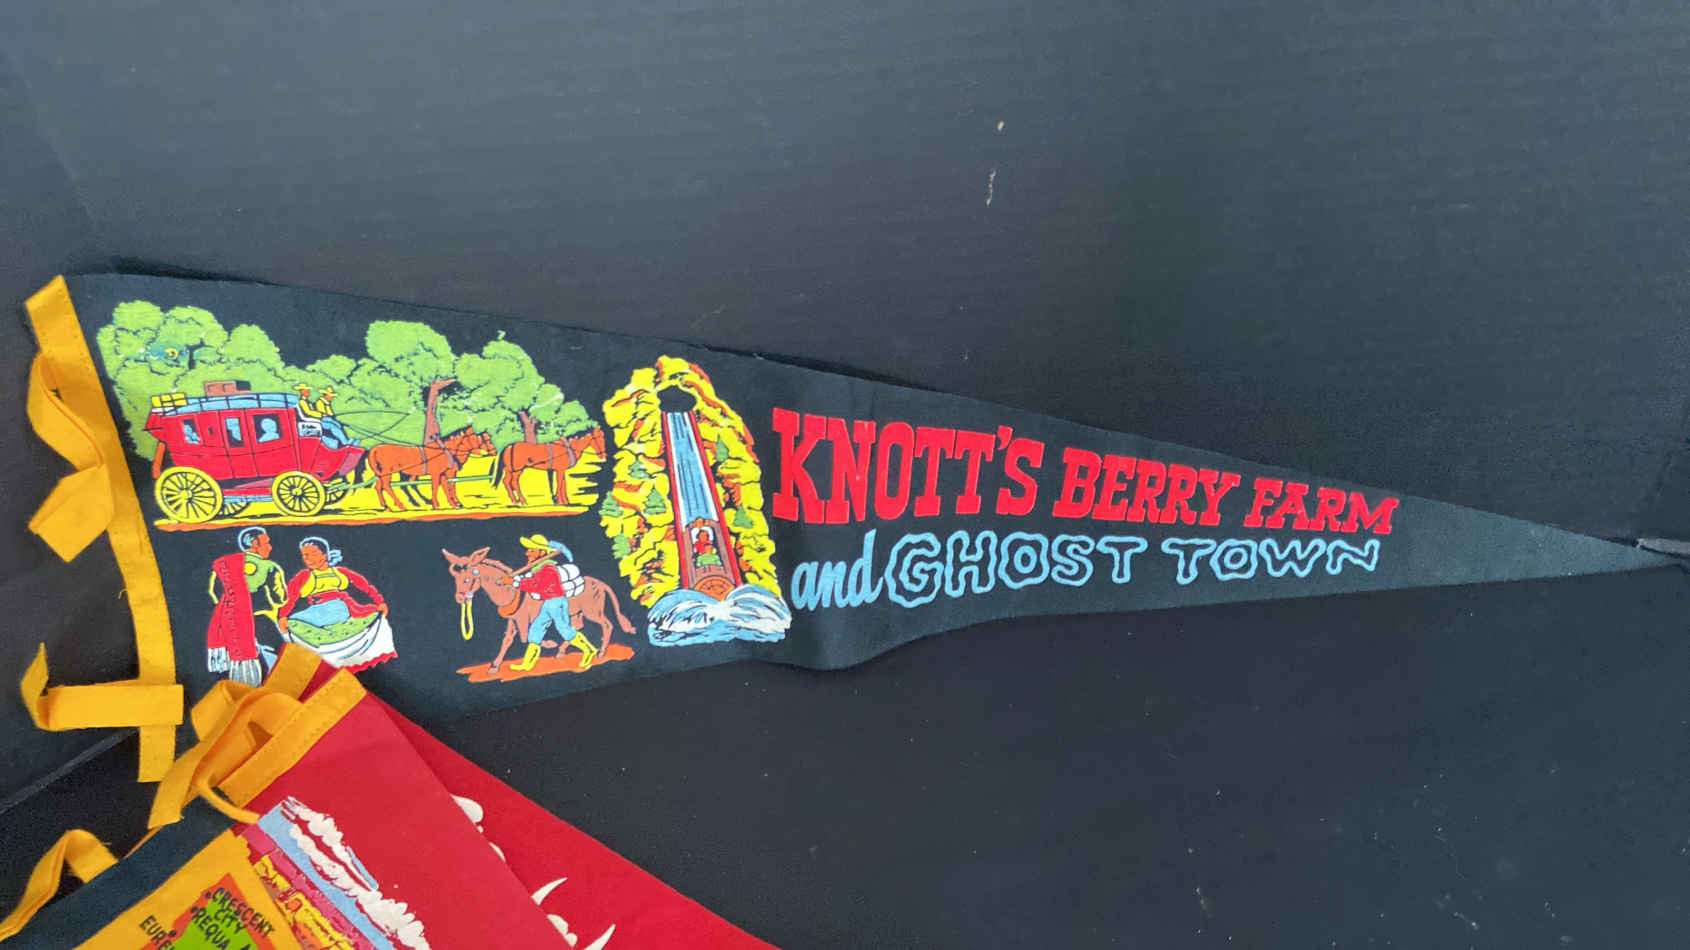 KNOTT'S BERRY FARM
and GHOST TOWN
CRESCENT
CITY
REQUA